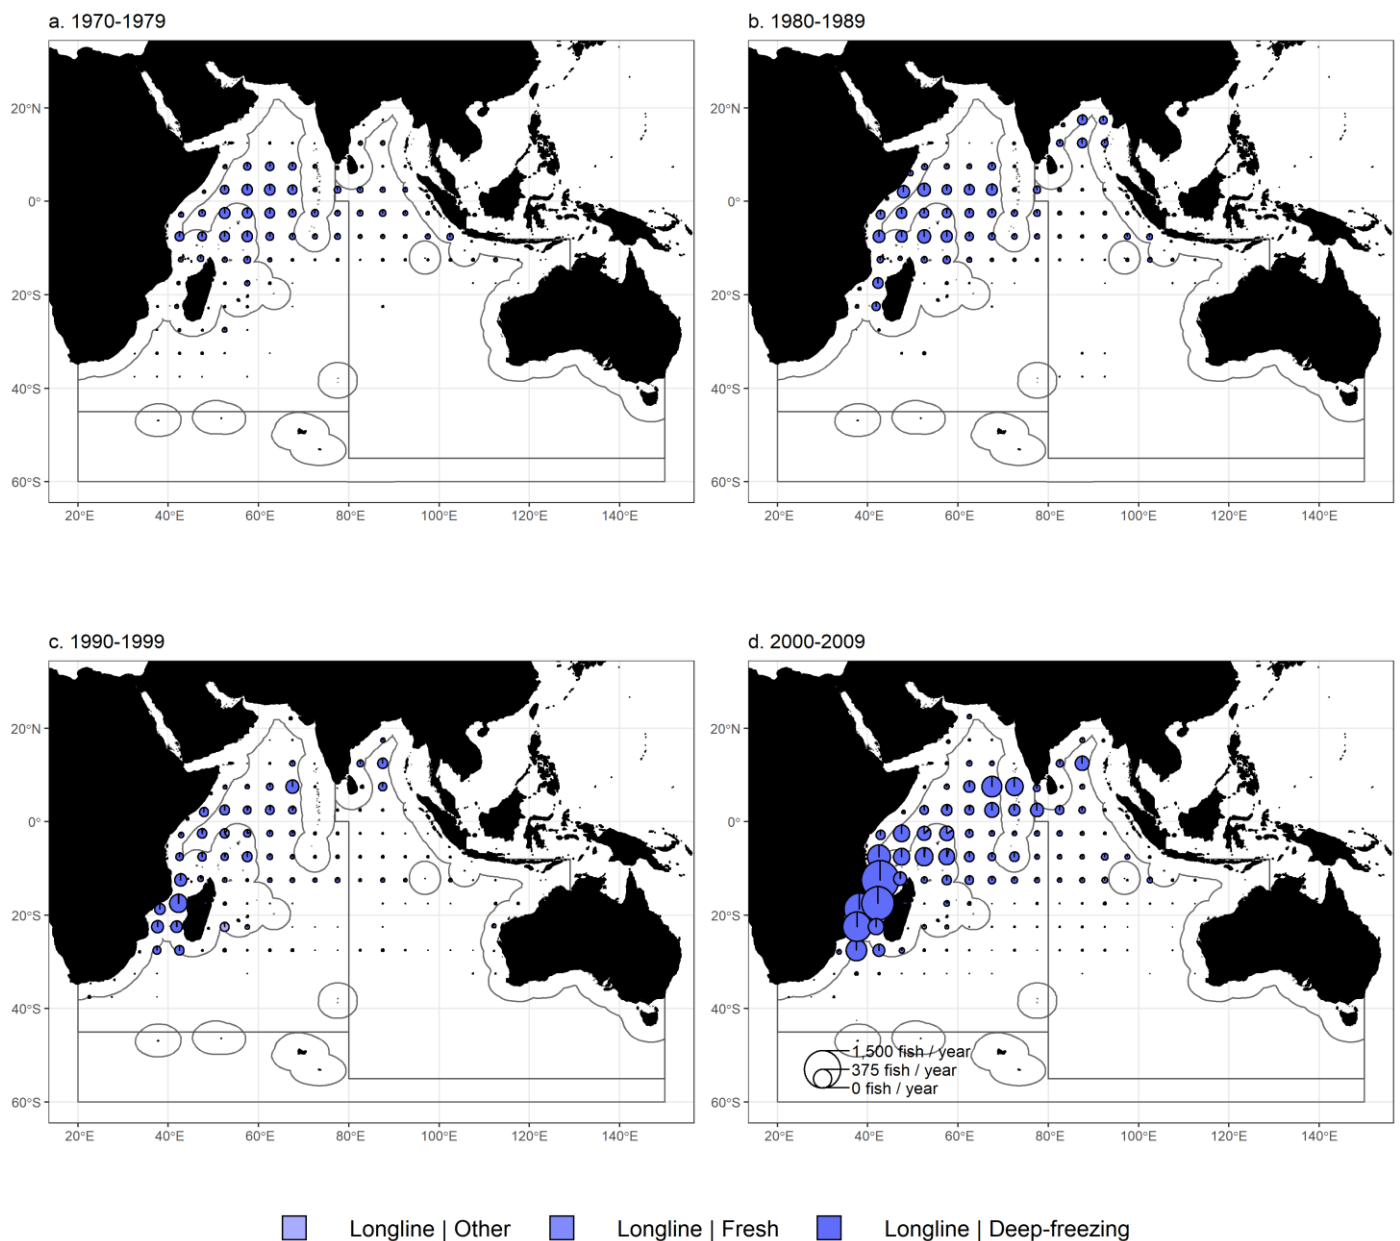 a. 1970-1979
b. 1980-1989
20°N
0°
20°S
40°S
60°S
20°E 40°E 60°E 80°E 100°E 120°E 140°E
20°N
0°
20°S
40°S
60°S
20°E 40°E 60°E 80°E 100°E 120°E 140°E
c. 1990-1999
d. 2000-2009
20°N
0°
20°S
40°S
60°S
20°E 40°E 60°E 80°E 100°E 120°E 140°E
20°N
0°
20°S
40°S
60°S
1,500 fish / year
375 fish / year
0 fish / year
20°E 40°E 60°E 80°E 100°E 120°E 140°E
Longline | Other Longline | Fresh Longline | Deep-freezing